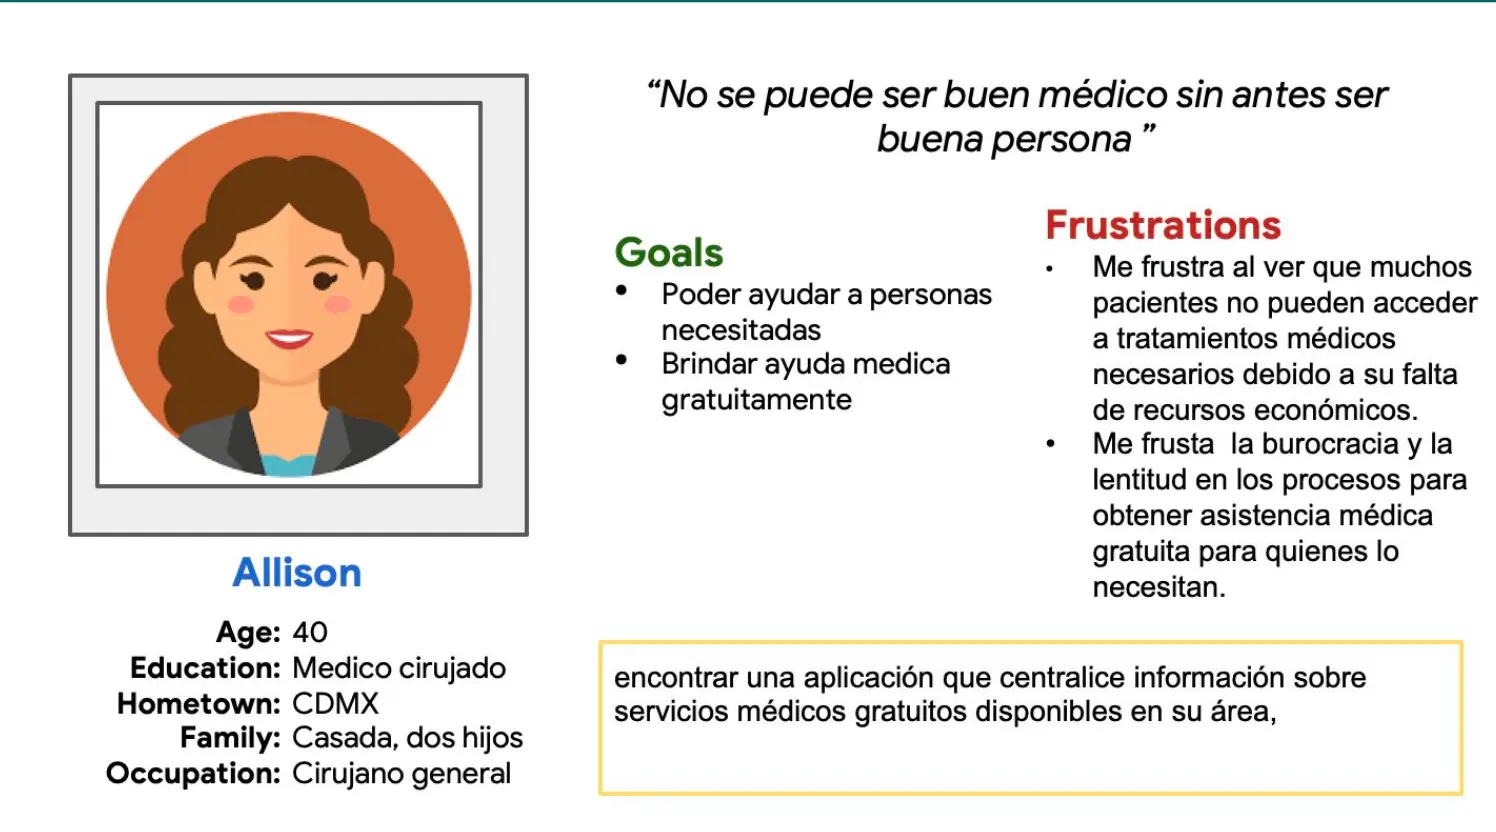 “No se puede ser buen médico sin antes ser
buena persona ”
Goals
• Poder ayudar a personas
necesitadas
• Brindar ayuda medica
gratuitamente
Frustrations
• Me frustra al ver que muchos
pacientes no pueden acceder
a tratamientos médicos
necesarios debido a su falta
de recursos económicos.
• Me frusta  la burocracia y la
lentitud en los procesos para
obtener asistencia médica
gratuita para quienes lo
necesitan.
Allison
Age: 40
Education: Medico cirujado
Hometown: CDMX
Family: Casada, dos hijos
Occupation: Cirujano general
encontrar una aplicación que centralice información sobre
servicios médicos gratuitos disponibles en su área,